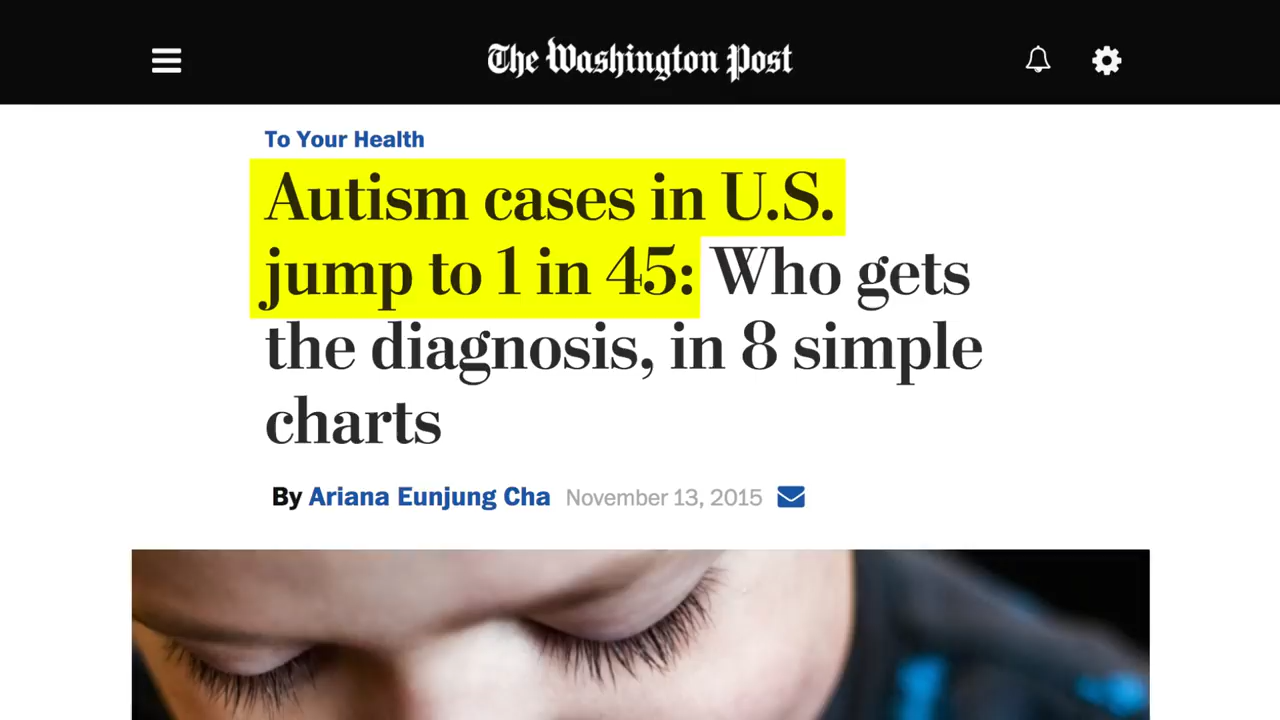 The Washington Post
To Your Health
Autism cases in U.S.
jump to 1 in 45: Who gets
the diagnosis, in 8 simple
charts
By Ariana Eunjung Cha November 13, 2015